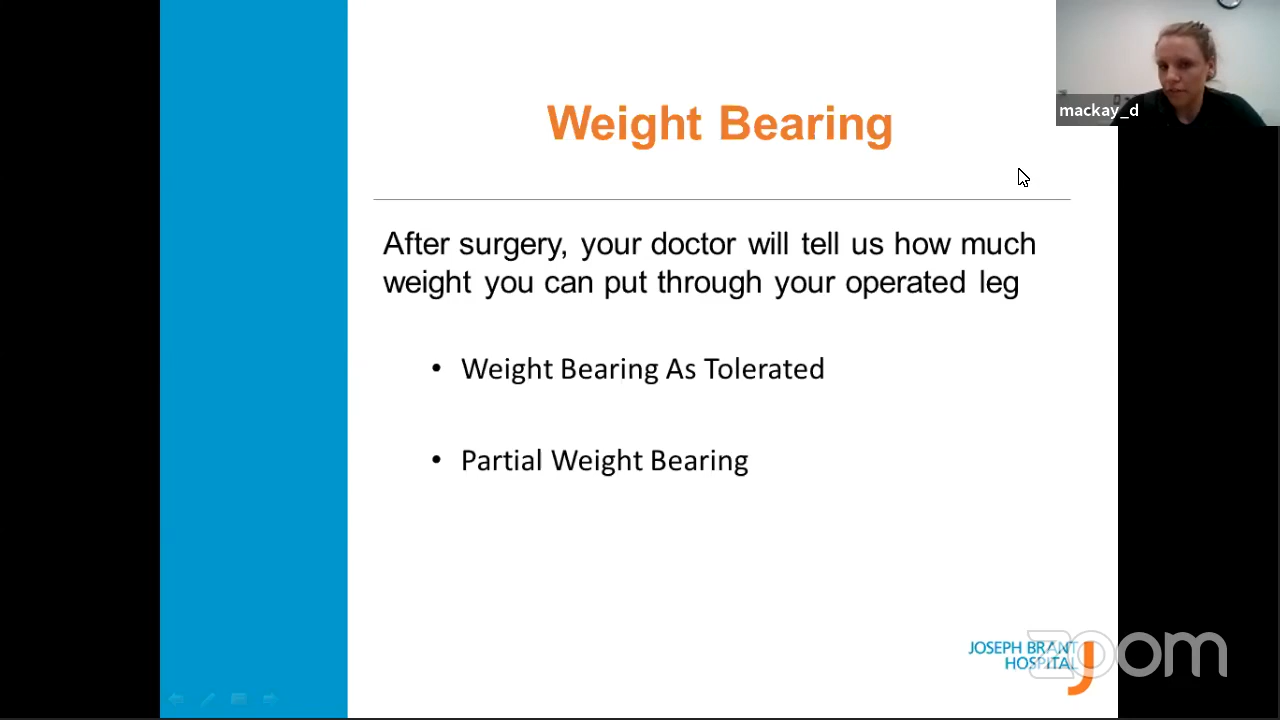 Weight Bearing
mackay_d
After surgery, your doctor will tell us how much
weight you can put through your operated leg
• Weight Bearing As Tolerated
• Partial Weight Bearing
JOSEPH BRANT
HOSPITAL
zoom